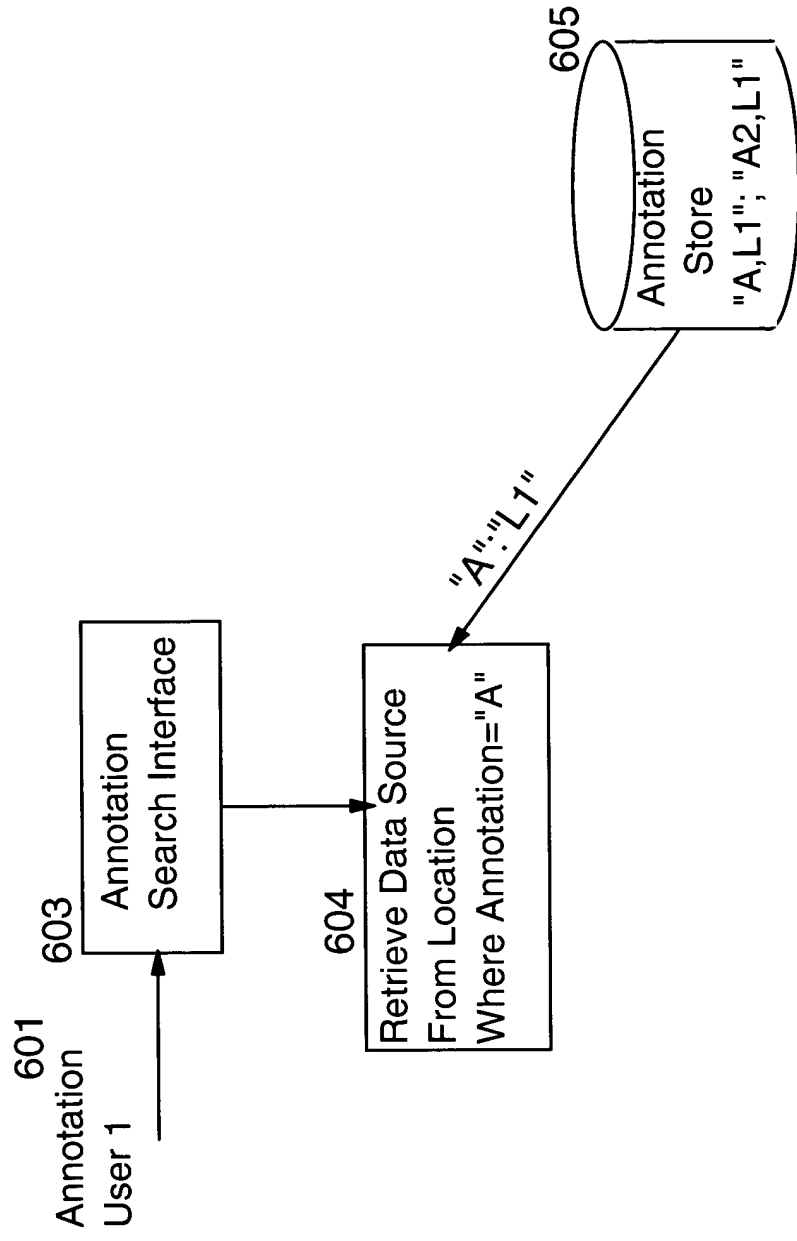 601
Annotation
User 1
603
Annotation
Search Interface
604
Retrieve Data Source
From Location
Where Annotation="A"
"A":"L1"
605
Annotation
Store
"A,L1"; "A2,L1"